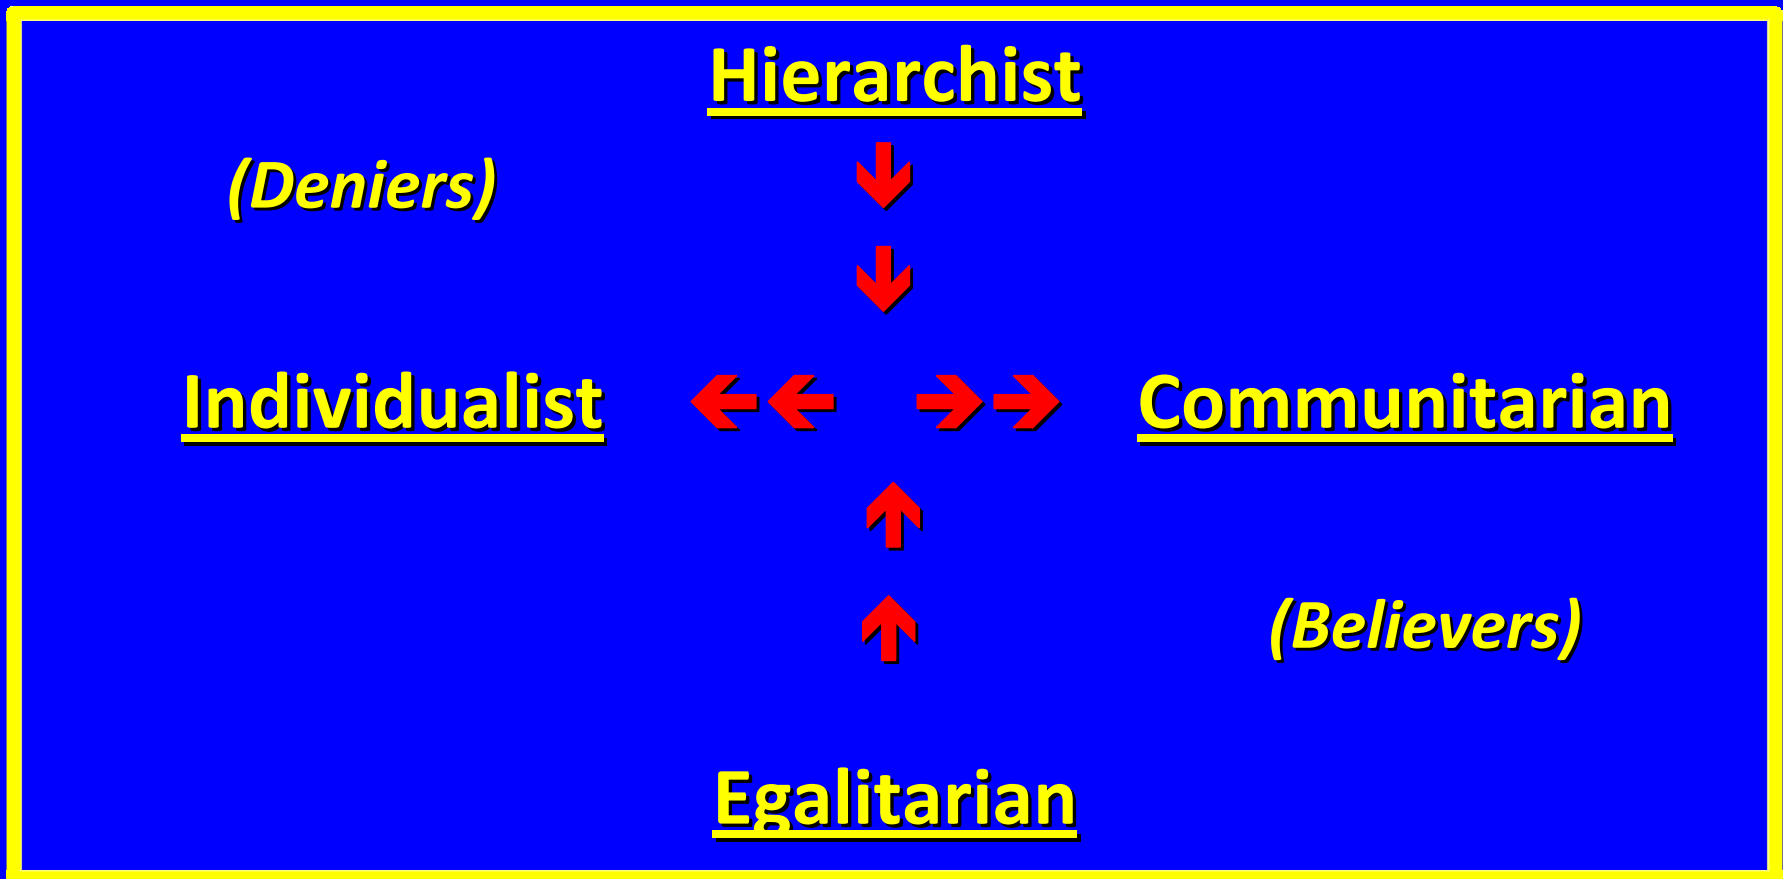 Hierarchist
(Deniers)
Individualist
Communitarian
(Believers)
Egalitarian